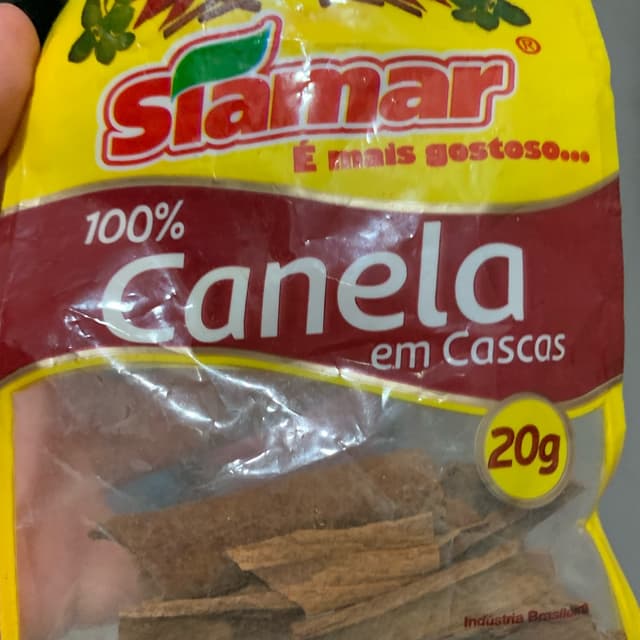 Siamar ®
É mais gostoso...
100%
Canela
em Cascas
20g
Indústria Brasileira